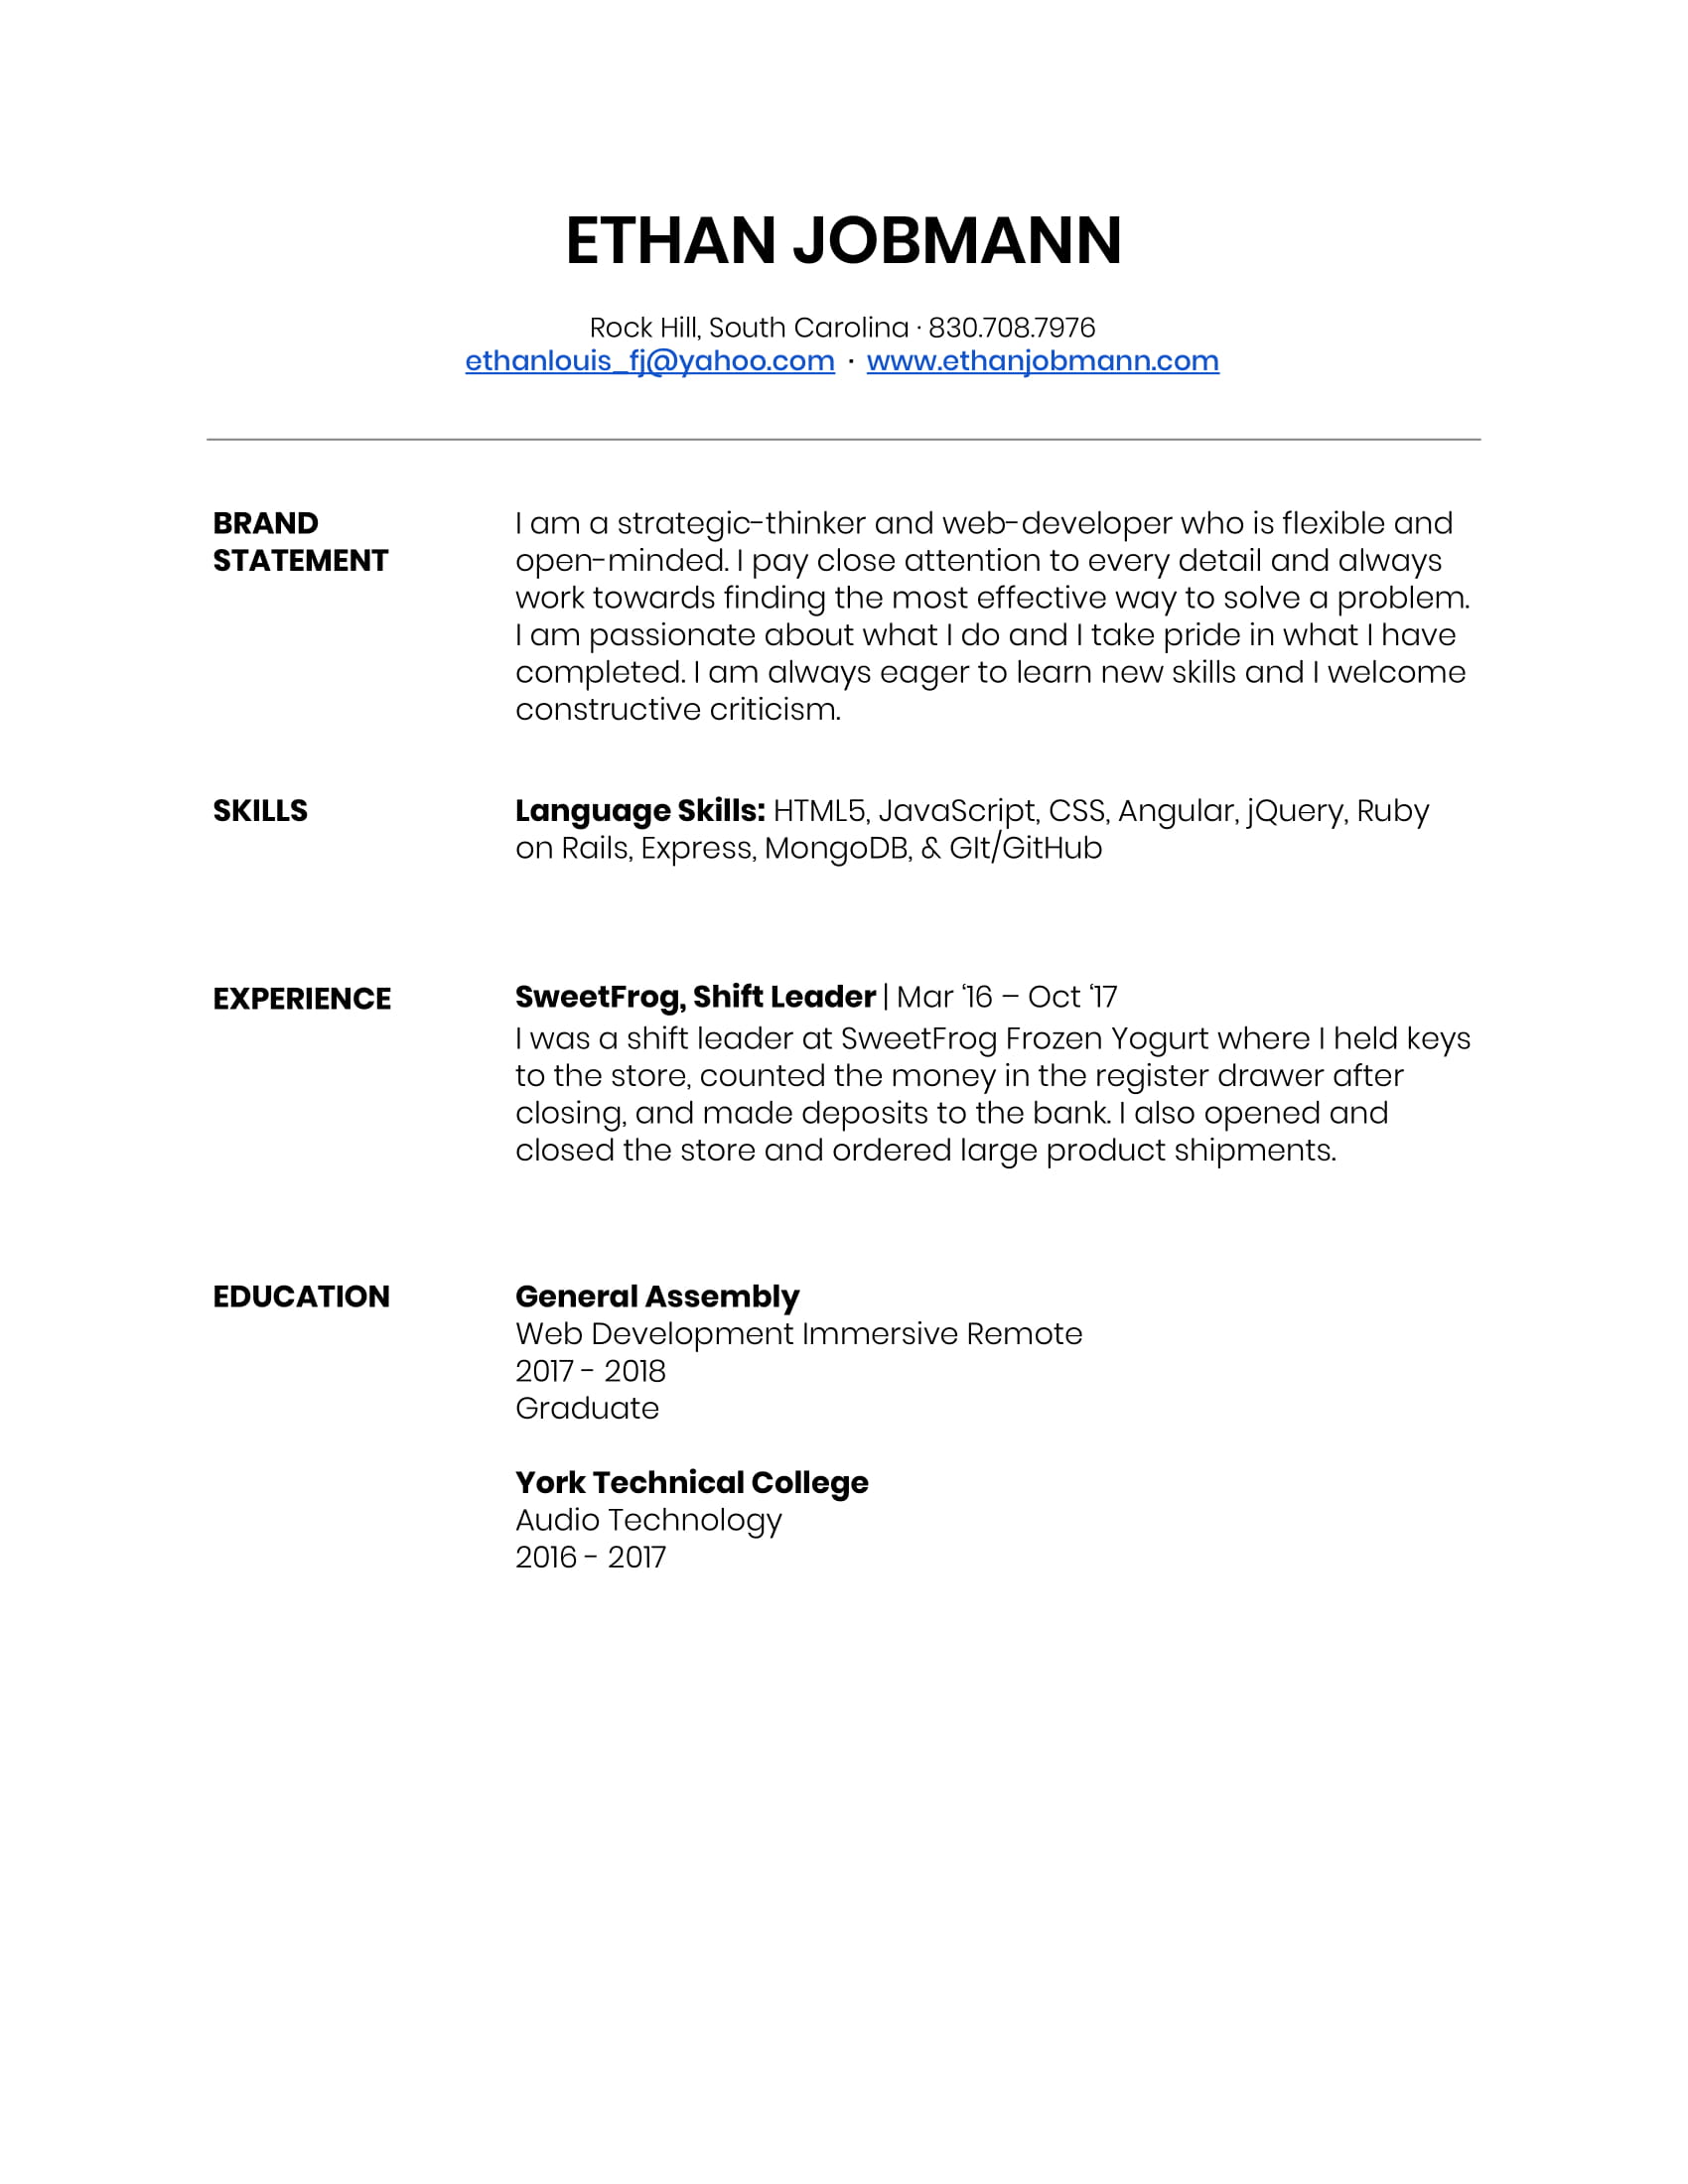 ETHAN JOBMANN
Rock Hill, South Carolina · 830.708.7976
ethanlouis_fj@yahoo.com · www.ethanjobmann.com
BRAND
STATEMENT
I am a strategic-thinker and web-developer who is flexible and
open-minded. I pay close attention to every detail and always
work towards finding the most effective way to solve a problem.
I am passionate about what I do and I take pride in what I have
completed. I am always eager to learn new skills and I welcome
constructive criticism.
SKILLS
Language Skills: HTML5, JavaScript, CSS, Angular, jQuery, Ruby
on Rails, Express, MongoDB, & GIt/GitHub
EXPERIENCE
SweetFrog, Shift Leader | Mar ‘16 – Oct ‘17
I was a shift leader at SweetFrog Frozen Yogurt where I held keys
to the store, counted the money in the register drawer after
closing, and made deposits to the bank. I also opened and
closed the store and ordered large product shipments.
EDUCATION
General Assembly
Web Development Immersive Remote
2017 - 2018
Graduate
York Technical College
Audio Technology
2016 - 2017